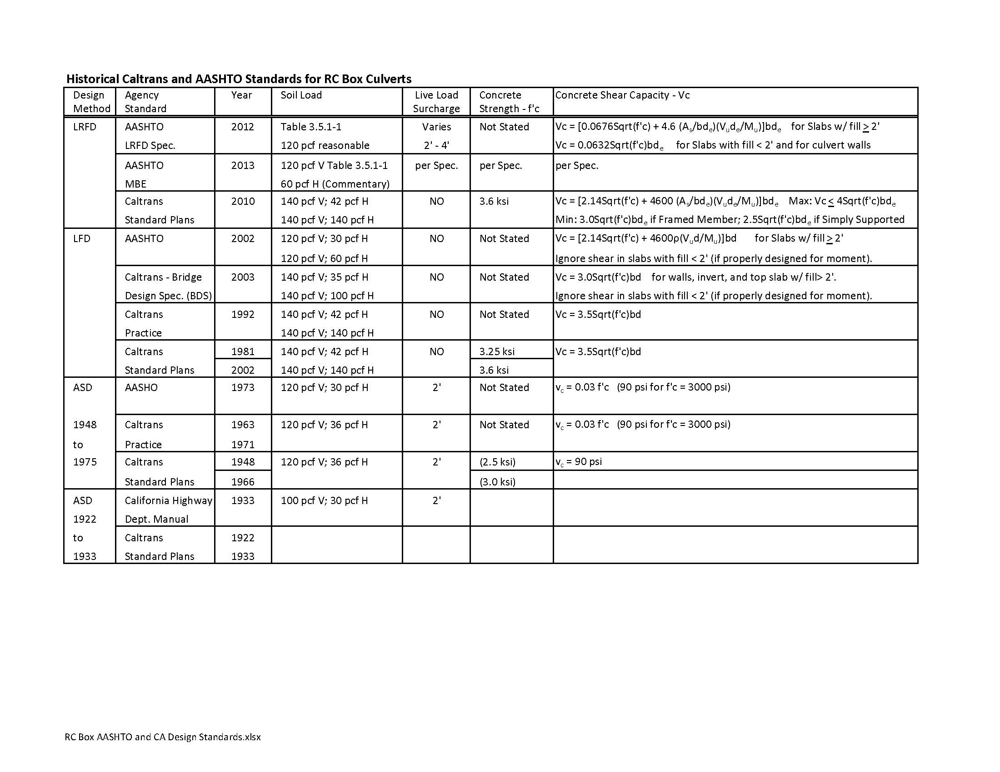 Historical Caltrans and AASHTO Standards for RC Box Culverts
Design Agency Year Soil Load Live Load Concrete Concrete Shear Capacity - Vc
Method Standard Surcharge Strength - f'c
LRFD AASHTO 2012 Table 3.5.1-1 Varies Not Stated Vc = [0.0676Sqrt(f'c) + 4.6 (As/bde)(Vude/Mu)]bde for Slabs w/ fill ≥ 2'
LRFD Spec. 120 pcf reasonable 2' - 4' Vc = 0.0632Sqrt(f'c)bde for Slabs with fill < 2' and for culvert walls
AASHTO 2013 120 pcf V Table 3.5.1-1 per Spec. per Spec. per Spec.
MBE 60 pcf H (Commentary)
Caltrans 2010 140 pcf V; 42 pcf H NO 3.6 ksi Vc = [2.14Sqrt(f'c) + 4600 (As/bde)(Vude/Mu)]bde Max: Vc ≤ 4Sqrt(f'c)bde
Standard Plans 140 pcf V; 140 pcf H Min: 3.0Sqrt(f'c)bde if Framed Member; 2.5Sqrt(f'c)bde if Simply Supported
LFD AASHTO 2002 120 pcf V; 30 pcf H NO Not Stated Vc = [2.14Sqrt(f'c) + 4600ρ(Vud/Mu)]bd for Slabs w/ fill ≥ 2'
120 pcf V; 60 pcf H Ignore shear in slabs with fill < 2' (if properly designed for moment).
Caltrans - Bridge 2003 140 pcf V; 35 pcf H NO Not Stated Vc = 3.0Sqrt(f'c)bd for walls, invert, and top slab w/ fill> 2'.
Design Spec. (BDS) 140 pcf V; 100 pcf H Ignore shear in slabs with fill < 2' (if properly designed for moment).
Caltrans 1992 140 pcf V; 42 pcf H NO Not Stated Vc = 3.5Sqrt(f'c)bd
Practice 140 pcf V; 140 pcf H
Caltrans 1981 140 pcf V; 42 pcf H NO 3.25 ksi Vc = 3.5Sqrt(f'c)bd
Standard Plans 2002 140 pcf V; 140 pcf H 3.6 ksi
ASD AASHO 1973 120 pcf V; 30 pcf H 2' Not Stated vc = 0.03 f'c (90 psi for f'c = 3000 psi)
1948 Caltrans 1963 120 pcf V; 36 pcf H 2' Not Stated vc = 0.03 f'c (90 psi for f'c = 3000 psi)
to Practice 1971
1975 Caltrans 1948 120 pcf V; 36 pcf H 2' (2.5 ksi) vc = 90 psi
Standard Plans 1966 (3.0 ksi)
ASD California Highway 1933 100 pcf V; 30 pcf H 2'
1922 Dept. Manual
to Caltrans 1922
1933 Standard Plans 1933
RC Box AASHTO and CA Design Standards.xlsx